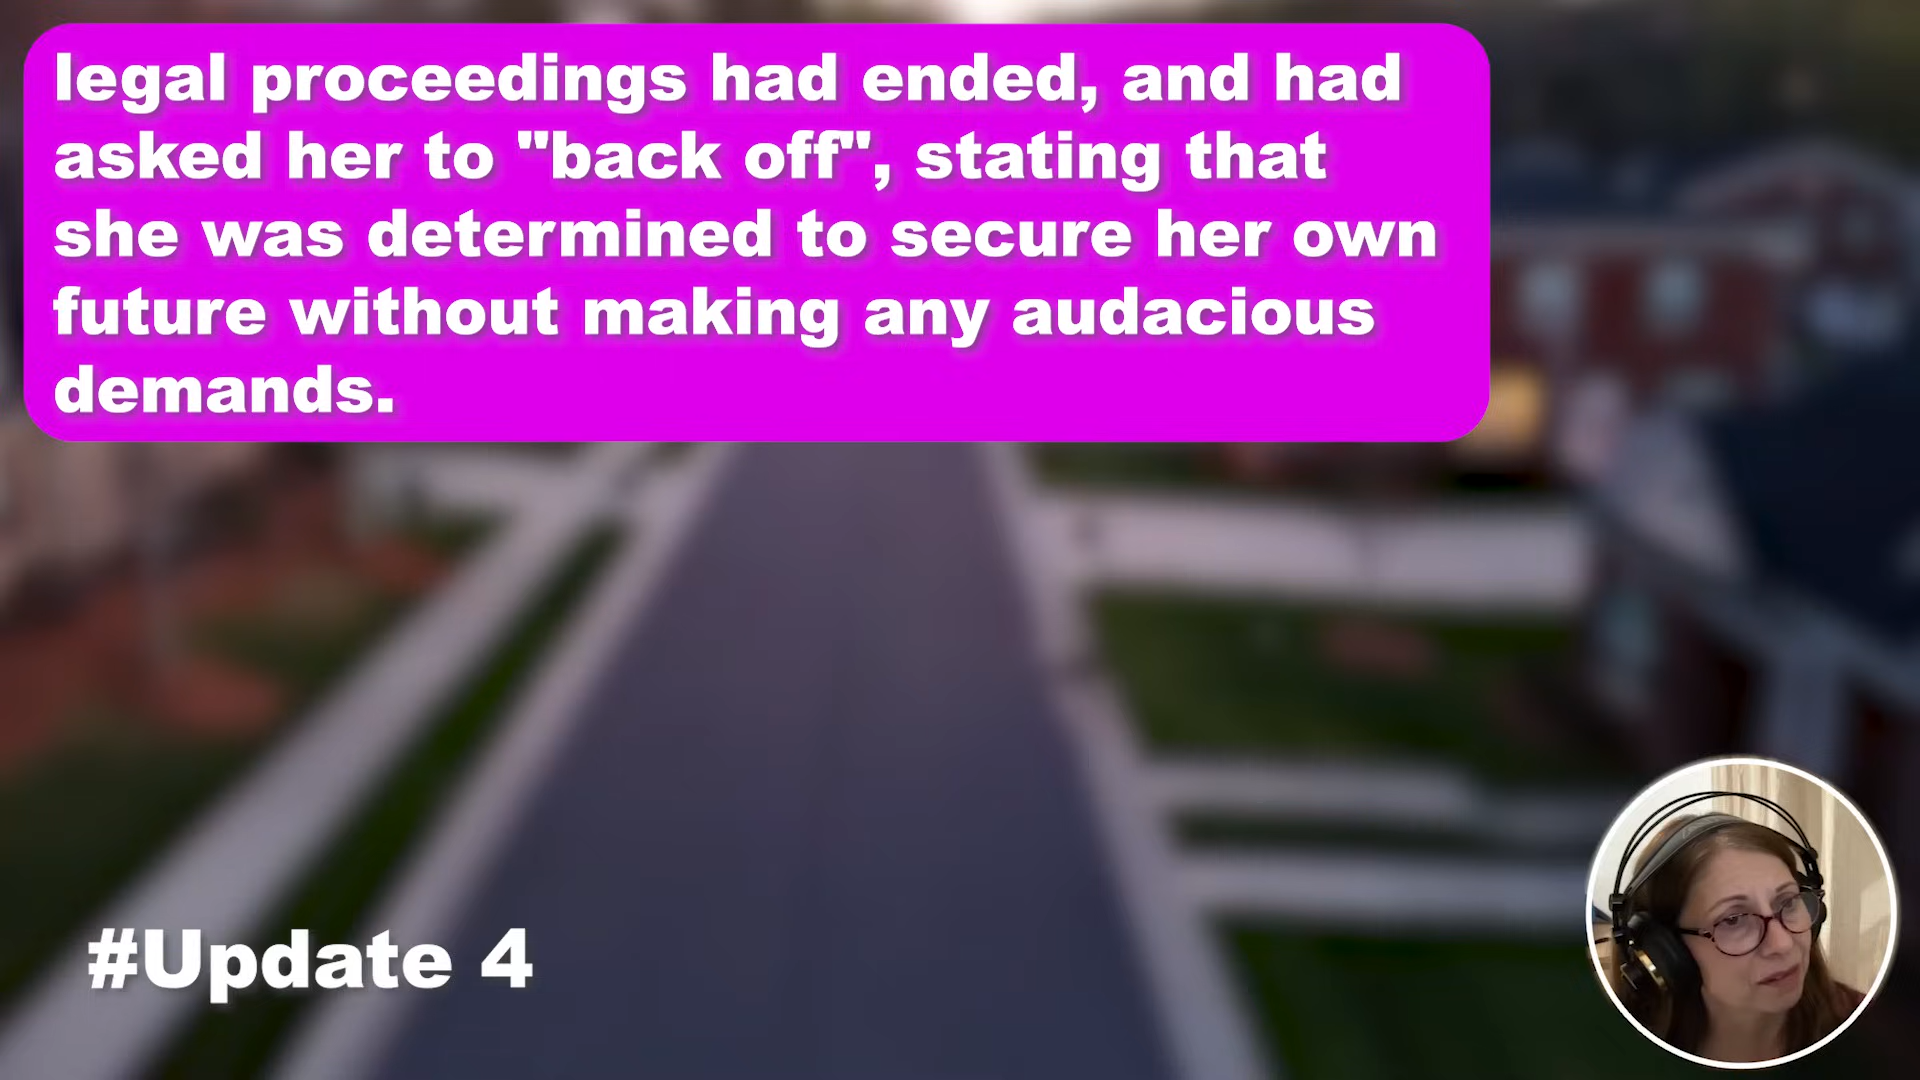 legal proceedings had ended, and had
asked her to "back off", stating that
she was determined to secure her own
future without making any audacious
demands.
#Update 4